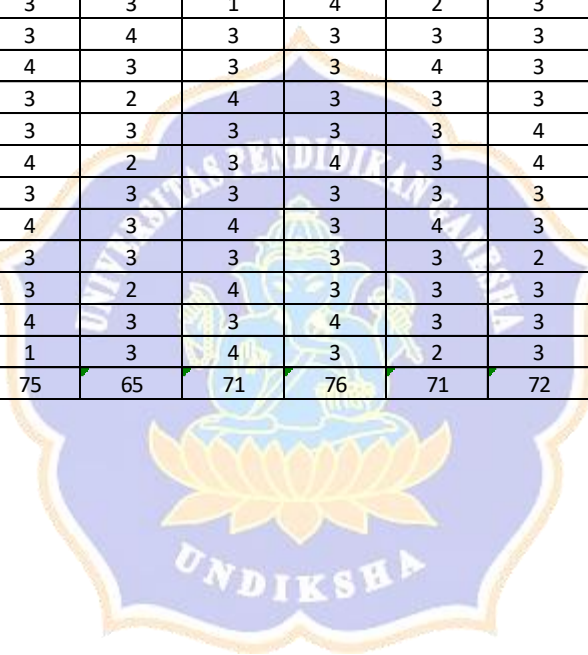 3 3 1 4 2 3
3 4 3 3 3 3
4 3 3 3 4 3
3 2 4 3 3 3
3 3 3 3 3 4
4 2 3 4 3 4
3 3 3 3 3 3
4 3 4 3 4 3
3 3 3 3 3 2
3 2 4 3 3 3
4 3 3 4 3 3
1 3 4 3 2 3
75 65 71 76 71 72
UNIVERSITAS PENDIDIKAN GANESHA
UNDIKSHA